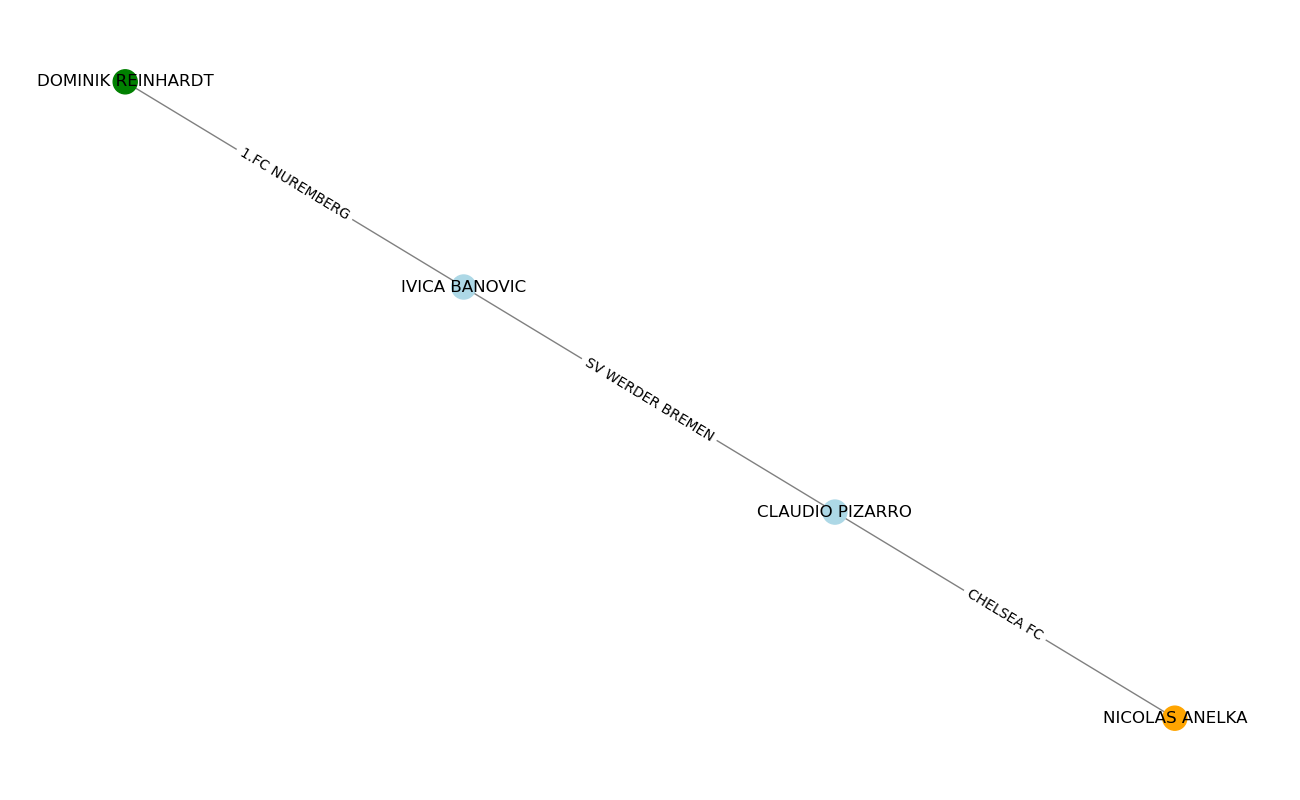 DOMINIK REINHARDT
1.FC NUREMBERG
IVICA BANOVIC
SV WERDER BREMEN
CLAUDIO PIZARRO
CHELSEA FC
NICOLAS ANELKA